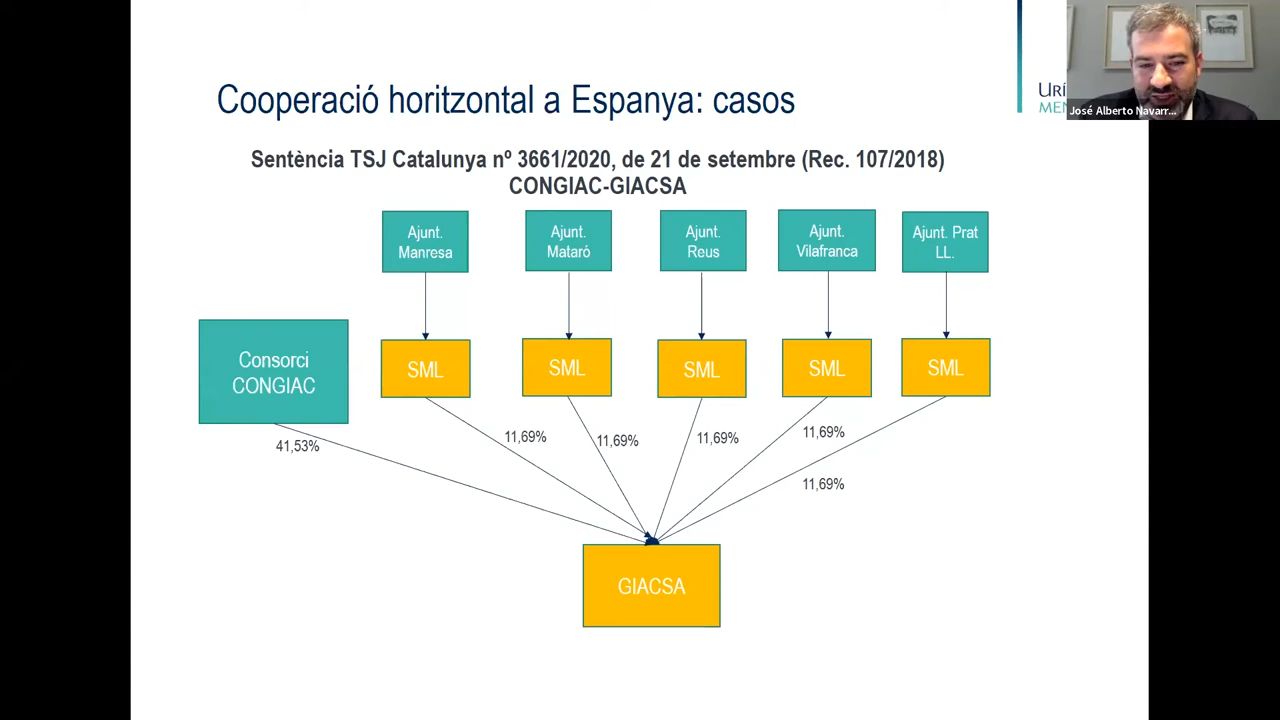 Cooperació horitzontal a Espanya: casos
URÍ
MEN
José Alberto Navarr...
Sentència TSJ Catalunya nº 3661/2020, de 21 de setembre (Rec. 107/2018)
CONGIAC-GIACSA
Ajunt.
Manresa
Ajunt.
Mataró
Ajunt.
Reus
Ajunt.
Vilafranca
Ajunt. Prat
LL.
Consorci
CONGIAC
SML
SML
SML
SML
SML
41,53%
11,69%
11,69%
11,69%
11,69%
11,69%
GIACSA